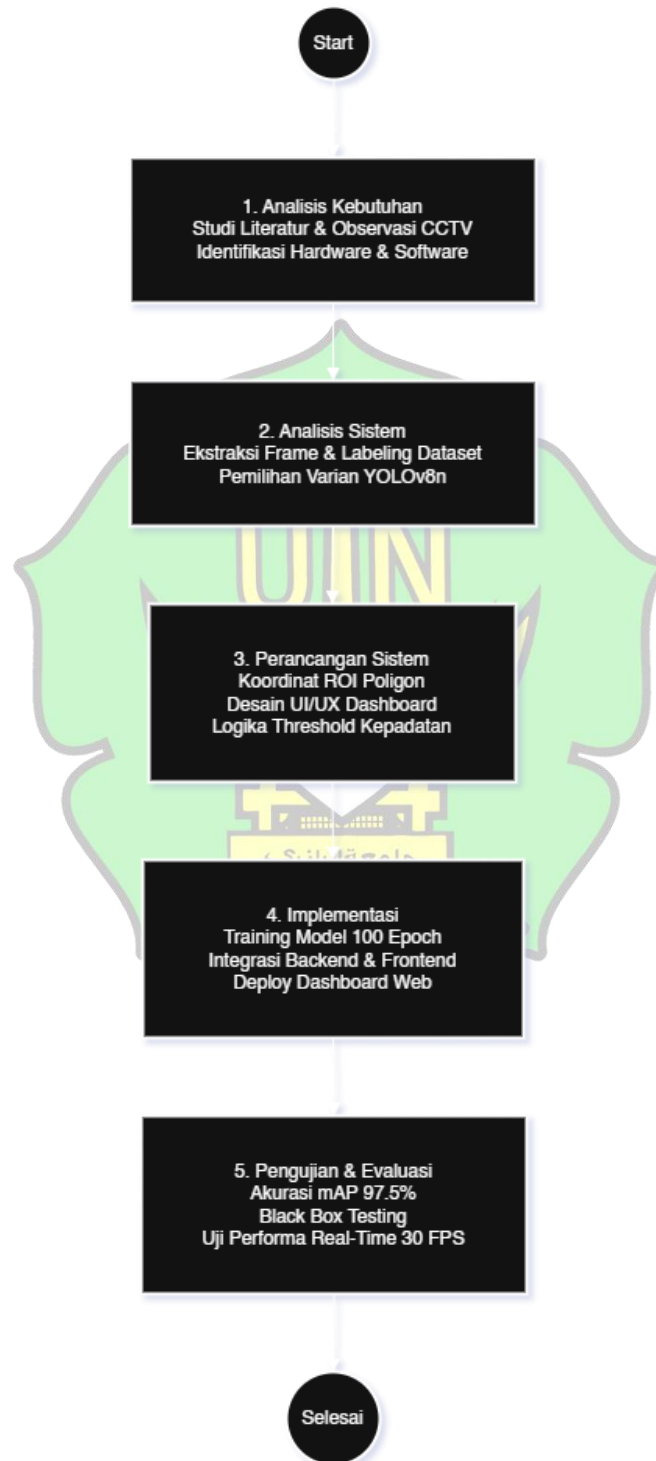 Start
1. Analisis Kebutuhan
Studi Literatur & Observasi CCTV
Identifikasi Hardware & Software
2. Analisis Sistem
Ekstraksi Frame & Labeling Dataset
Pemilihan Varian YOLOv8n
UIN
3. Perancangan Sistem
Koordinat ROI Poligon
Desain UI/UX Dashboard
Logika Threshold Kepadatan
4. Implementasi
Training Model 100 Epoch
Integrasi Backend & Frontend
Deploy Dashboard Web
5. Pengujian & Evaluasi
Akurasi mAP 97.5%
Black Box Testing
Uji Performa Real-Time 30 FPS
Selesai